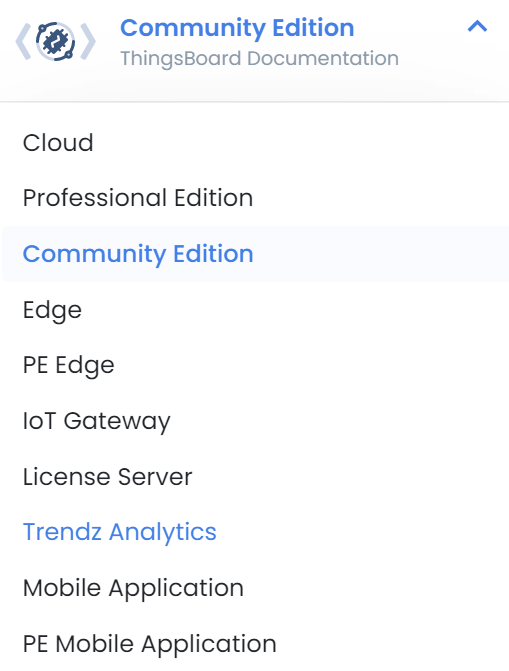 Community Edition
ThingsBoard Documentation
Cloud
Professional Edition
Community Edition
Edge
PE Edge
IoT Gateway
License Server
Trendz Analytics
Mobile Application
PE Mobile Application